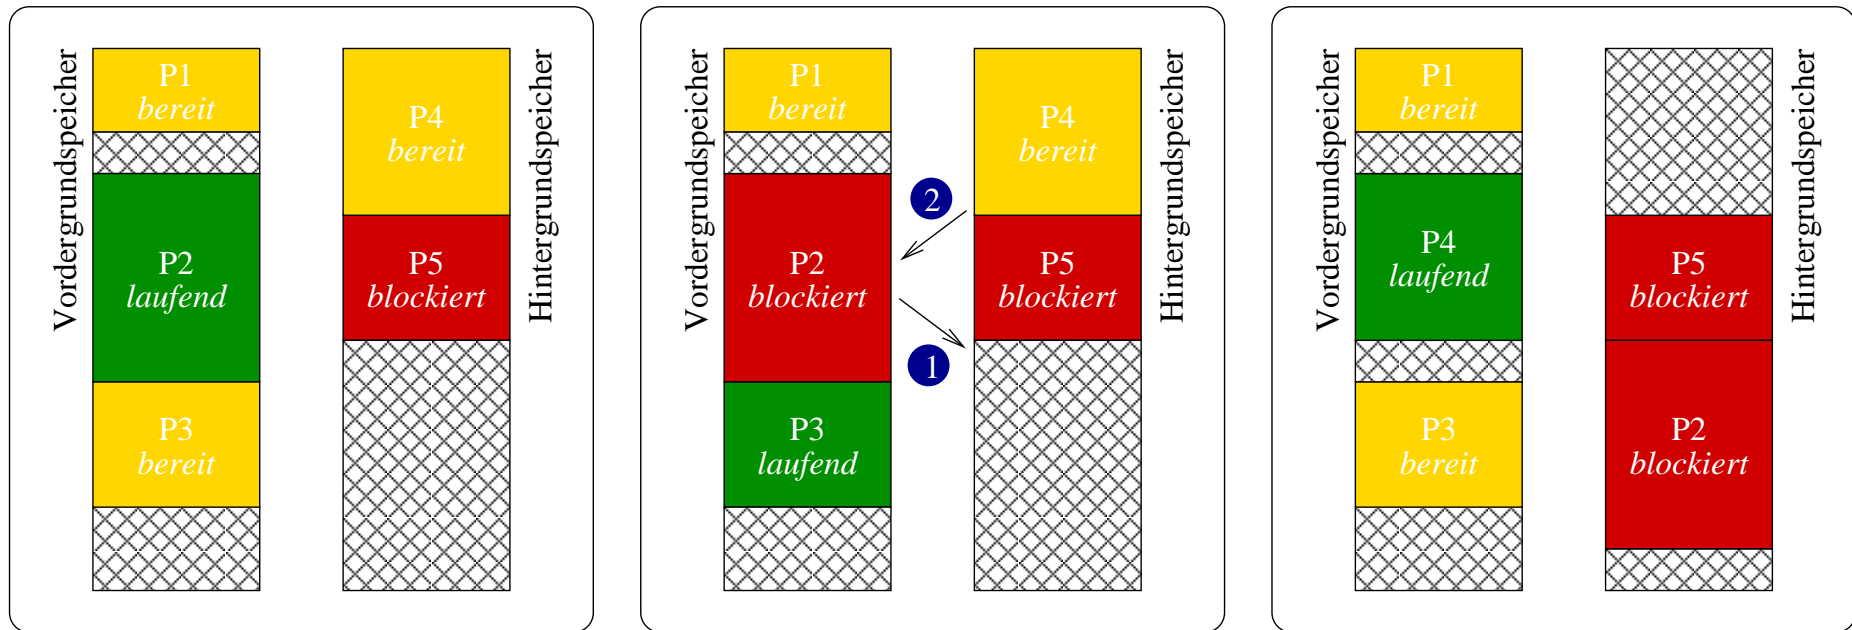 Vordergrundspeicher
P1
bereit
P2
laufend
P3
bereit
P4
bereit
P5
blockiert
Hintergrundspeicher
Vordergrundspeicher
P1
bereit
P2
blockiert
P3
laufend
2
1
P4
bereit
P5
blockiert
Hintergrundspeicher
Vordergrundspeicher
P1
bereit
P4
laufend
P3
bereit
P5
blockiert
P2
blockiert
Hintergrundspeicher